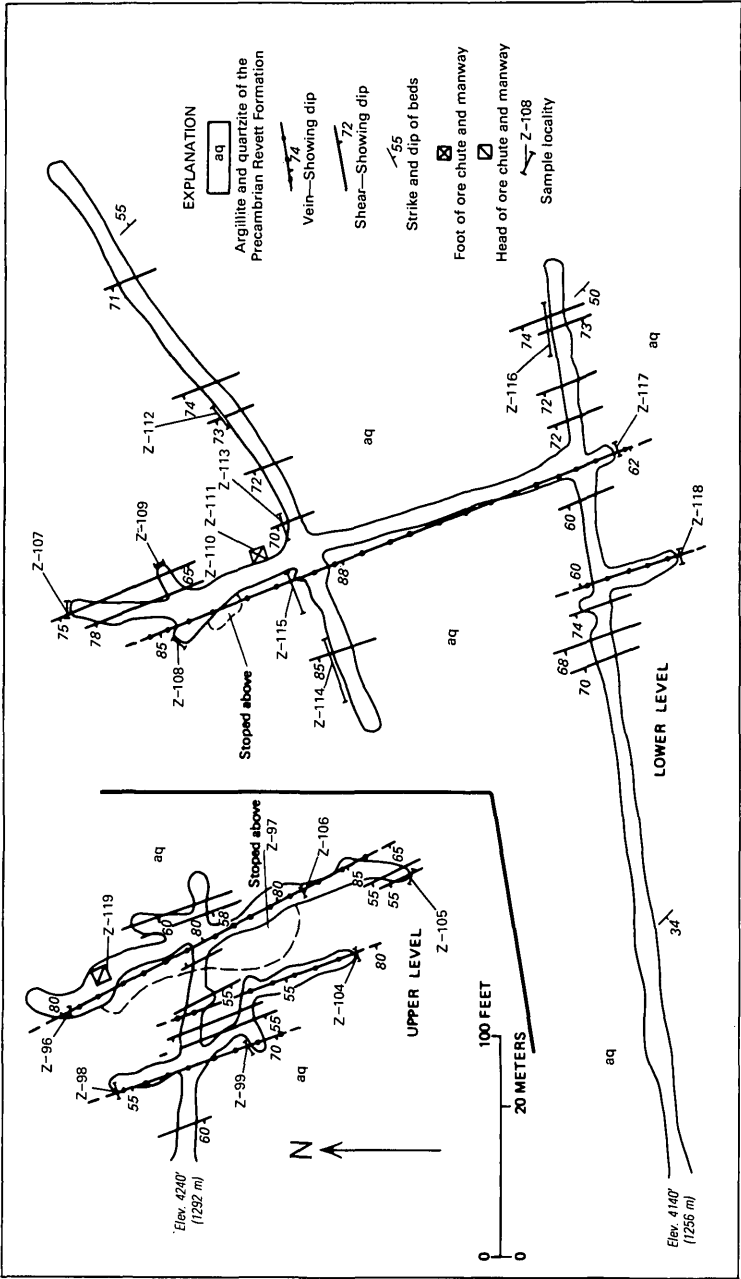 EXPLANATION
aq
Argillite and quartzite of the
Precambrian Revett Formation
74
Vein—Showing dip
72
Shear—Showing dip
55
Strike and dip of beds
Foot of ore chute and manway
Head of ore chute and manway
Z-108
Sample locality
55
71
Z-112
74
73
72
Z-113
Z-111
Z-110
70
Z-109
65
Z-107
75
78
85
Z-108
Stoped above
Z-115
88
Z-114
85
aq
aq
Z-116
74
73
50
72
72
aq
Z-117
62
60
Z-118
60
74
68
70
LOWER LEVEL
34
aq
Elev. 4140'
(1256 m)
aq
Z-119
Stoped above
Z-97
Z-106
60
58
80
80
85
65
55
55
Z-105
80
Z-96
Z-98
55
55
55
55
Z-104
80
Z-99
70
60
aq
UPPER LEVEL
Elev. 4240'
(1292 m)
N
0
100 FEET
0
20 METERS